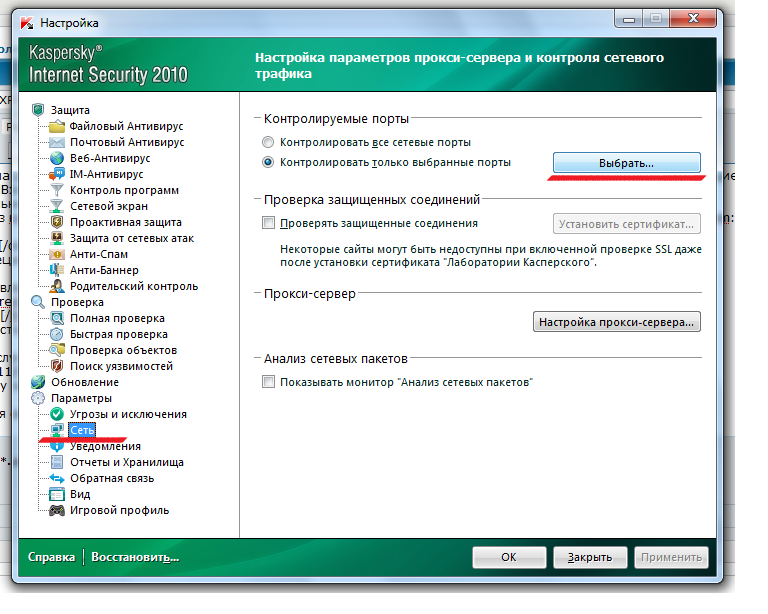 Настройка
Kaspersky®
Internet Security 2010
Настройка параметров прокси-сервера и контроля сетевого
трафика
Защита
Файловый Антивирус
Почтовый Антивирус
Веб-Антивирус
IM-Антивирус
Контроль программ
Сетевой экран
Проактивная защита
Защита от сетевых атак
Анти-Спам
Анти-Баннер
Родительский контроль
Проверка
Полная проверка
Быстрая проверка
Проверка объектов
Поиск уязвимостей
Обновление
Параметры
Угрозы и исключения
Сеть
Уведомления
Отчеты и Хранилища
Обратная связь
Вид
Игровой профиль
Контролируемые порты
Контролировать все сетевые порты
Контролировать только выбранные порты
Выбрать...
Проверка защищенных соединений
Проверять защищенные соединения
Установить сертификат...
Некоторые сайты могут быть недоступны при включенной проверке SSL даже
после установки сертификата "Лаборатории Касперского".
Прокси-сервер
Настройка прокси-сервера...
Анализ сетевых пакетов
Показывать монитор "Анализ сетевых пакетов"
Справка
Восстановить...
ОК
Закрыть
Применить